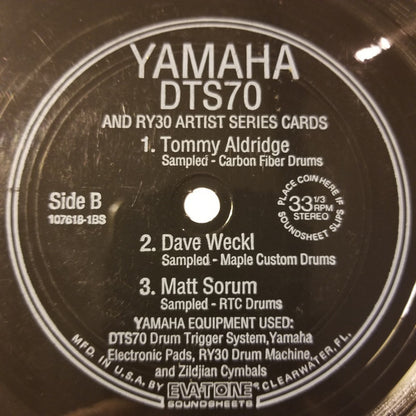 YAMAHA
DTS70
AND RY30 ARTIST SERIES CARDS
1. Tommy Aldridge
Sampled - Carbon Fiber Drums
Side B
107618-1BS
PLACE COIN HERE IF
33 1/3
RPM
STEREO
SOUNDSHEET SLIPS
2. Dave Weckl
Sampled - Maple Custom Drums
3. Matt Sorum
Sampled - RTC Drums
YAMAHA EQUIPMENT USED:
DTS70 Drum Trigger System, Yamaha
Electronic Pads, RY30 Drum Machine,
and Zildjian Cymbals
MFD. IN U.S.A. BY EVATONE CLEARWATER, FL.
SOUNDSHEETS